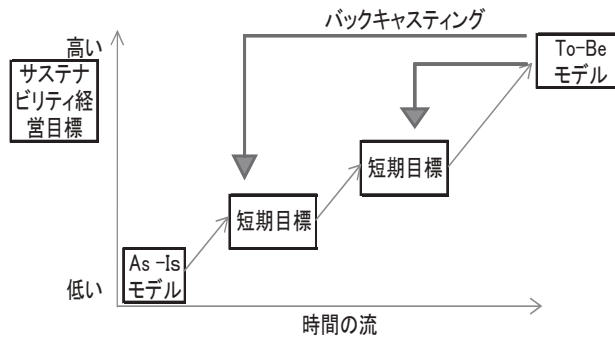 バックキャスティング
高い
To-Be
モデル
サステナ
ビリティ経
営目標
短期目標
短期目標
As -Is
モデル
低い
時間の流